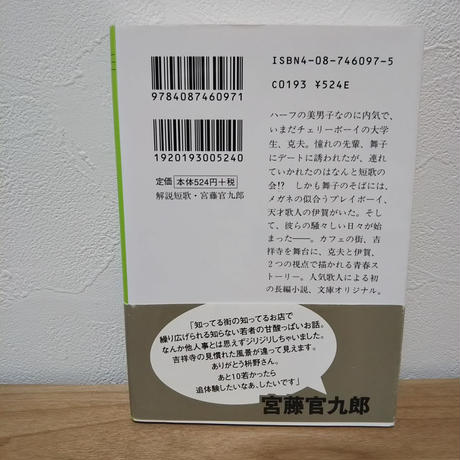 ISBN4-08-746097-5
C0193 ¥524E
9784087460971
1920193005240
定価 本体524円+税
解説短歌・宮藤官九郎
ハーフの美男子なのに内気で、
いまだチェリーボーイの大学
生、克夫。憧れの先輩、舞子
にデートに誘われたが、連れ
ていかれたのはなんと短歌の
会!? しかも舞子のそばには、
メガネの似合うプレイボーイ、
天才歌人の伊賀がいた。そし
て、彼らの騒々しい日々が始
まった――。カフェの街、吉
祥寺を舞台に、克夫と伊賀、
2つの視点で描かれる青春ス
トーリー。人気歌人による初
の長編小説、文庫オリジナル。
「知ってる街の知ってるお店で
繰り広げられる知らない若者の甘酸っぱいお話。
なんか他人事とは思えずジリジリしちゃいました。
吉祥寺の見慣れた風景が違って見えます。
ありがとう枡野さん。
あと10若かったら
追体験したいなあ、したいです」
宮藤官九郎